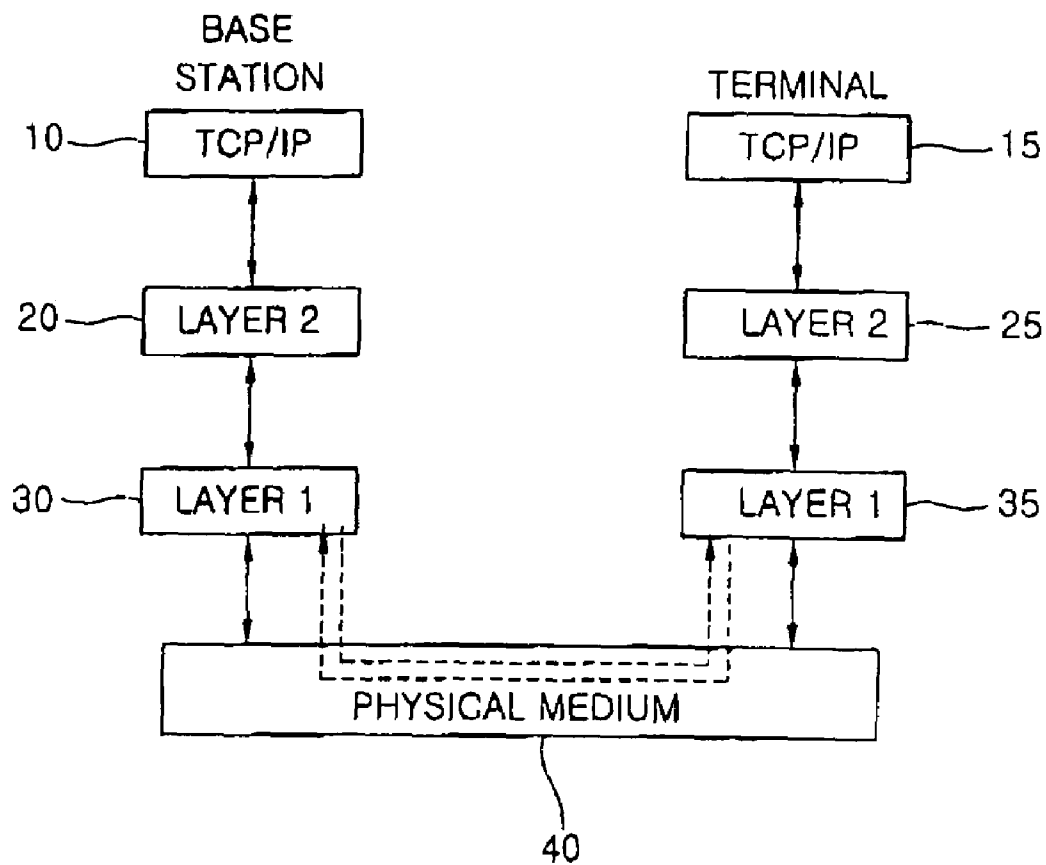 BASE
STATION
TERMINAL
10
TCP/IP
TCP/IP
15
20
LAYER 2
LAYER 2
25
30
LAYER 1
LAYER 1
35
PHYSICAL MEDIUM
40